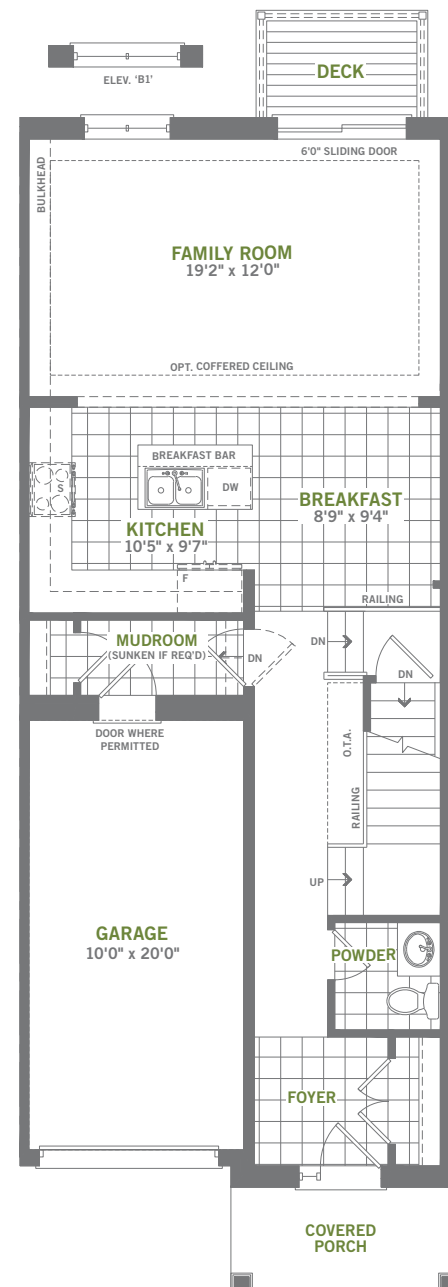 DECK
ELEV. 'B1'
6'0" SLIDING DOOR
BULKHEAD
FAMILY ROOM
19'2" x 12'0"
OPT. COFFERED CEILING
BREAKFAST BAR
S
DW
BREAKFAST
8'9" x 9'4"
KITCHEN
10'5" x 9'7"
F
RAILING
MUDROOM
(SUNKEN IF REQ'D)
DN
DN
DN
DOOR WHERE
PERMITTED
O.T.A.
RAILING
UP
GARAGE
10'0" x 20'0"
POWDER
FOYER
COVERED
PORCH